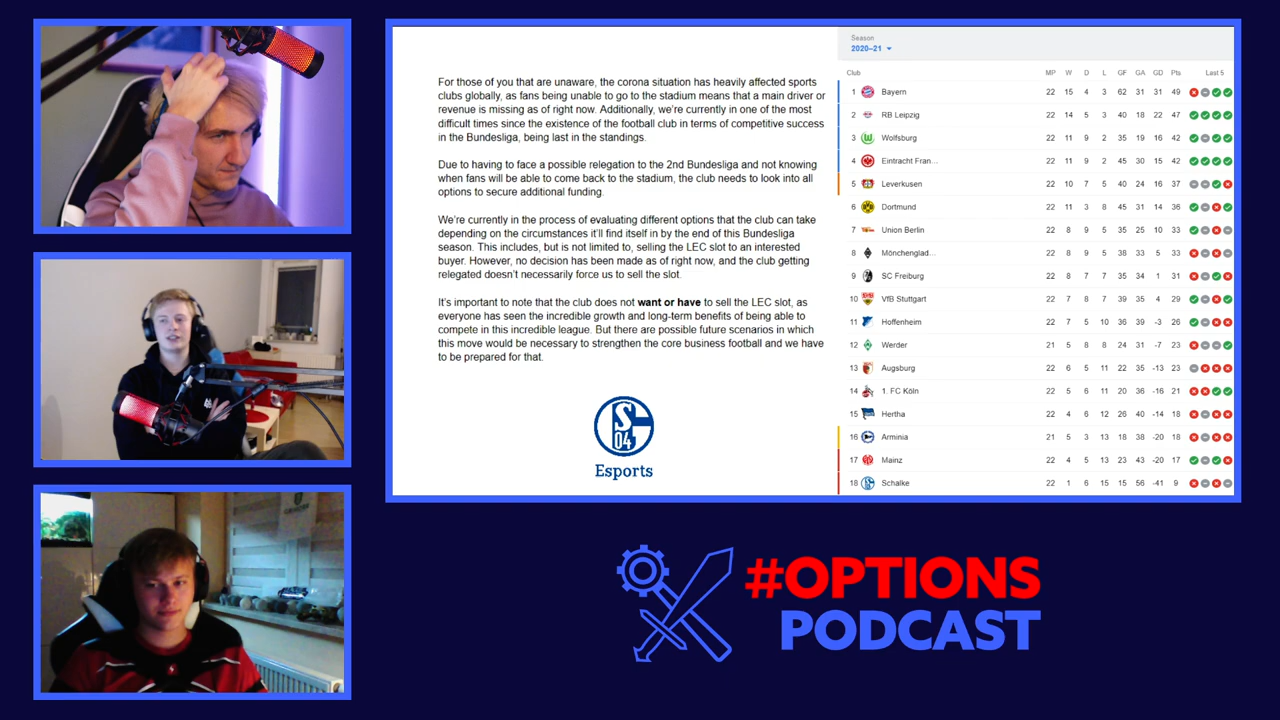 For those of you that are unaware, the corona situation has heavily affected sports
clubs globally, as fans being unable to go to the stadium means that a main driver or
revenue is missing as of right now. Additionally, we're currently in one of the most
difficult times since the existence of the football club in terms of competitive success
in the Bundesliga, being last in the standings.
Due to having to face a possible relegation to the 2nd Bundesliga and not knowing
when fans will be able to come back to the stadium, the club needs to look into all
options to secure additional funding.
We're currently in the process of evaluating different options that the club can take
depending on the circumstances it'll find itself in by the end of this Bundesliga
season. This includes, but is not limited to, selling the LEC slot to an interested
buyer. However, no decision has been made as of right now, and the club getting
relegated doesn't necessarily force us to sell the slot.
It's important to note that the club does not want or have to sell the LEC slot, as
everyone has seen the incredible growth and long-term benefits of being able to
compete in this incredible league. But there are possible future scenarios in which
this move would be necessary to strengthen the core business football and we have
to be prepared for that.
S
04
Esports
Season
2020–21
Club MP W D L GF GA GD Pts Last 5
1 Bayern 22 15 4 3 62 31 31 49
2 RB Leipzig 22 14 5 3 40 18 22 47
3 Wolfsburg 22 11 9 2 35 19 16 42
4 Eintracht Fran... 22 11 9 2 45 30 15 42
5 Leverkusen 22 10 7 5 40 24 16 37
6 Dortmund 22 11 3 8 45 31 14 36
7 Union Berlin 22 8 9 5 35 25 10 33
8 Mönchenglad... 22 8 9 5 38 33 5 33
9 SC Freiburg 22 8 7 7 35 34 1 31
10 VfB Stuttgart 22 7 8 7 39 35 4 29
11 Hoffenheim 22 7 5 10 36 39 -3 26
12 Werder 21 5 8 8 24 31 -7 23
13 Augsburg 22 6 5 11 22 35 -13 23
14 1. FC Köln 22 5 6 11 20 36 -16 21
15 Hertha 22 4 6 12 26 40 -14 18
16 Arminia 21 5 3 13 18 38 -20 18
17 Mainz 22 4 5 13 23 43 -20 17
18 Schalke 22 1 6 15 15 56 -41 9
#OPTIONS
PODCAST